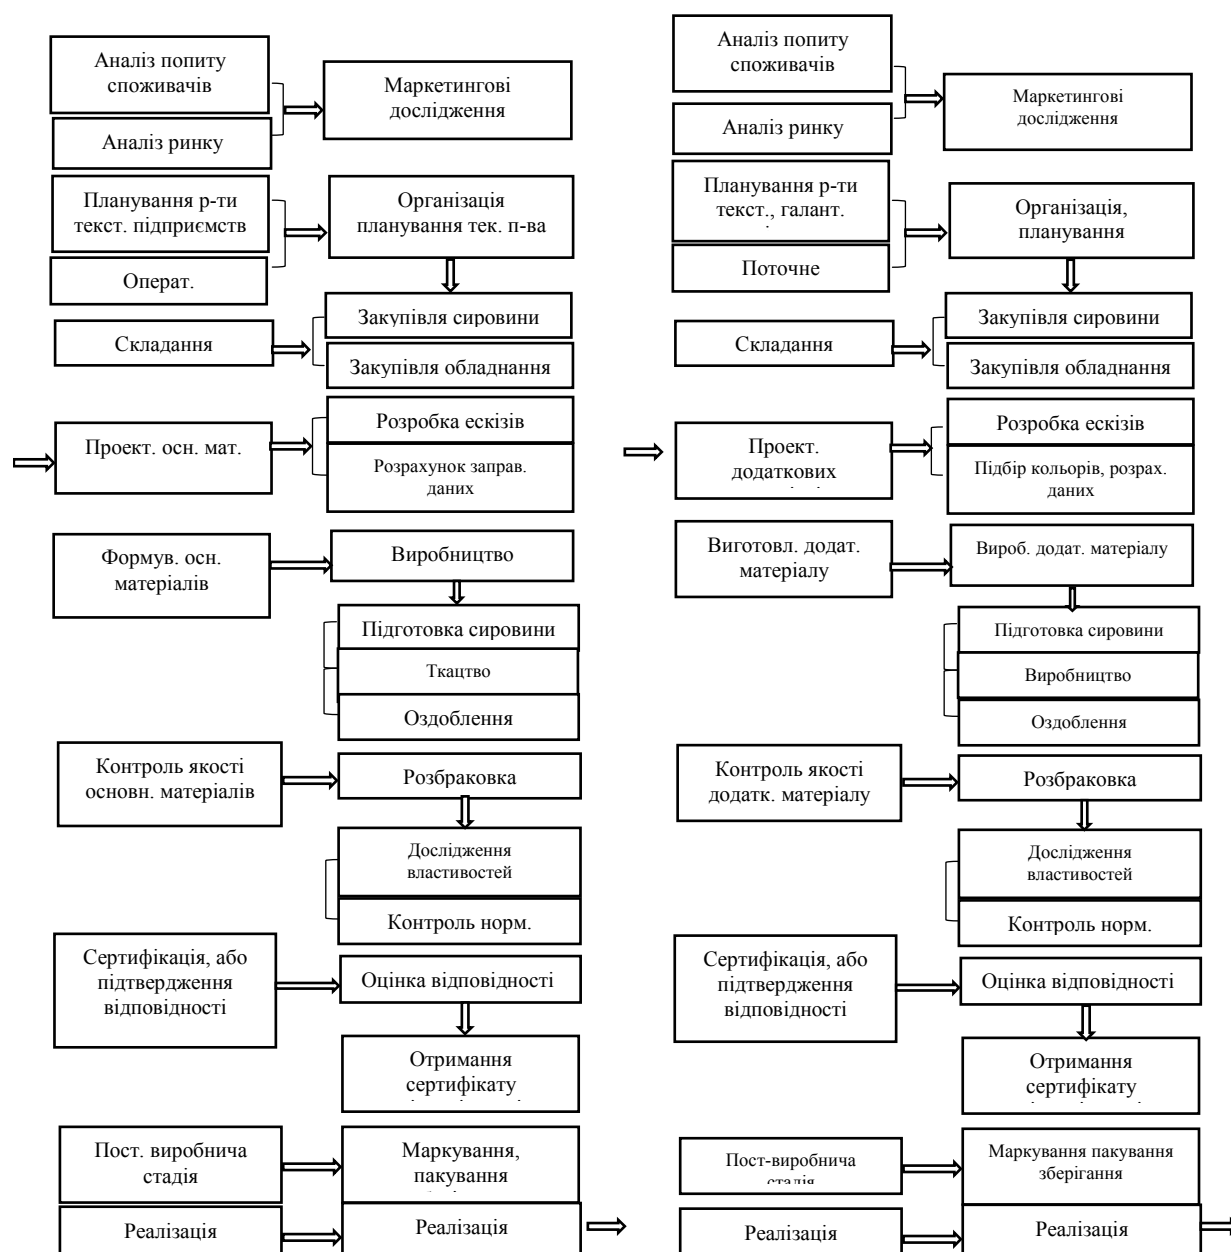 Аналіз попиту
споживачів
Аналіз ринку
Маркетингові
дослідження
Планування р-ти
текст. підприємств
Операт.
Організація
планування тек. п-ва
Складання
Закупівля сировини
Закупівля обладнання
Проект. осн. мат.
Розробка ескізів
Розрахунок заправ.
даних
Формув. осн.
матеріалів
Виробництво
Підготовка сировини
Ткацтво
Оздоблення
Контроль якості
основн. матеріалів
Розбраковка
Дослідження
властивостей
Контроль норм.
Сертифікація, або
підтвердження
відповідності
Оцінка відповідності
Отримання
сертифікату
Пост. виробнича
стадія
Маркування,
пакування
Реалізація
Реалізація
Аналіз попиту
споживачів
Аналіз ринку
Маркетингові
дослідження
Планування р-ти
текст., галант.
Поточне
Організація,
планування
Складання
Закупівля сировини
Закупівля обладнання
Проект.
додаткових
Розробка ескізів
Підбір кольорів, розрах.
даних
Виготовл. додат.
матеріалу
Вироб. додат. матеріалу
Підготовка сировини
Виробництво
Оздоблення
Контроль якості
додатк. матеріалу
Розбраковка
Дослідження
властивостей
Контроль норм.
Сертифікація, або
підтвердження
відповідності
Оцінка відповідності
Отримання
сертифікату
Пост-виробнича
стадія
Маркування пакування
зберігання
Реалізація
Реалізація